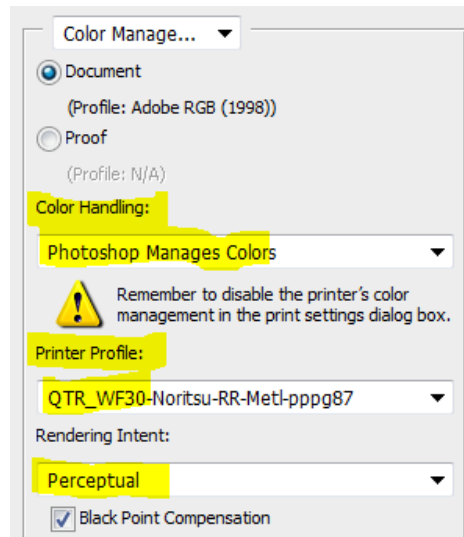 Color Manage...
Document
(Profile: Adobe RGB (1998))
Proof
(Profile: N/A)
Color Handling:
Photoshop Manages Colors
Remember to disable the printer's color
management in the print settings dialog box.
Printer Profile:
QTR_WF30-Noritsu-RR-Metl-pppg87
Rendering Intent:
Perceptual
Black Point Compensation